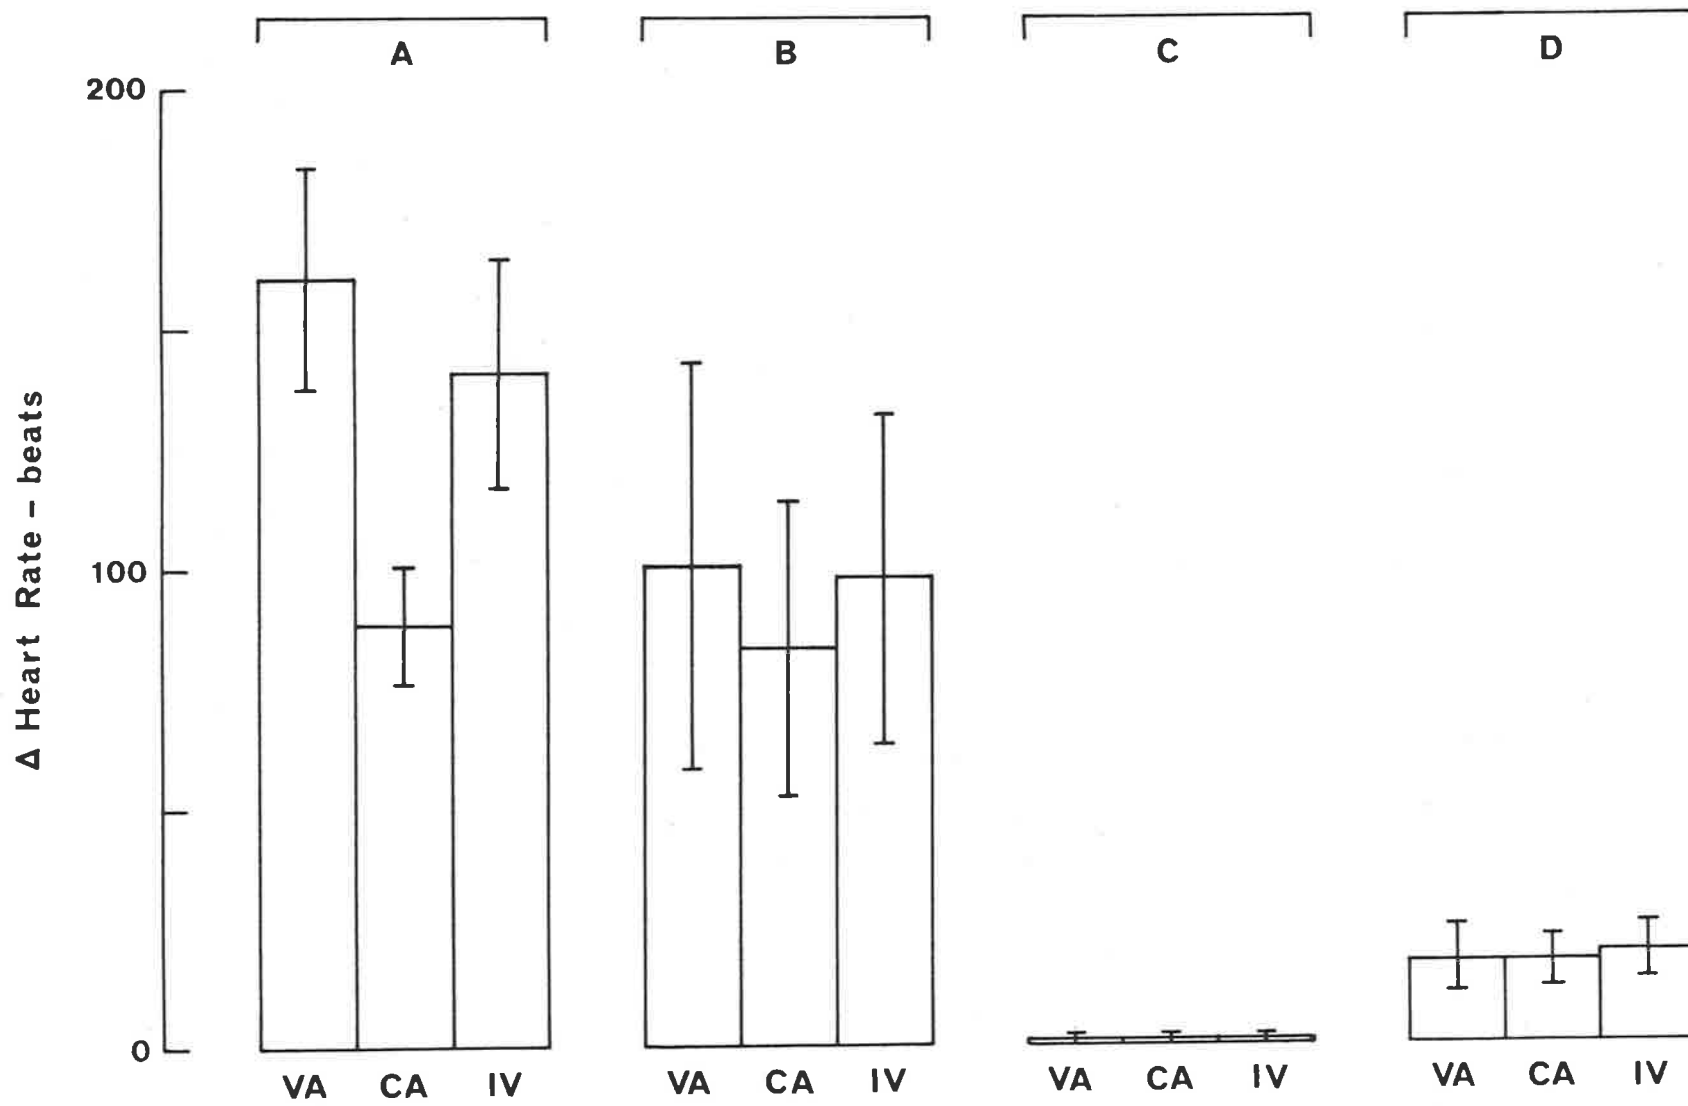 A B C D
200
100
0
Δ Heart Rate – beats
VA CA IV VA CA IV VA CA IV VA CA IV